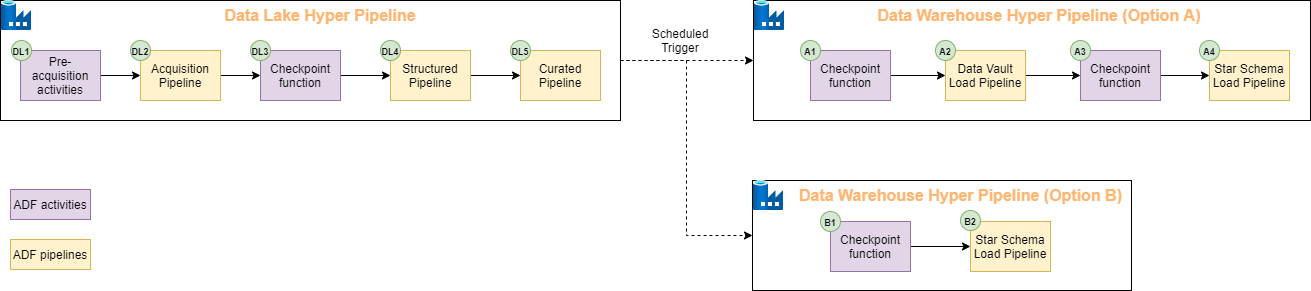 Data Lake Hyper Pipeline
DL1
Pre-
acquisition
activities
DL2
Acquisition
Pipeline
DL3
Checkpoint
function
DL4
Structured
Pipeline
DL5
Curated
Pipeline
Scheduled
Trigger
Data Warehouse Hyper Pipeline (Option A)
A1
Checkpoint
function
A2
Data Vault
Load Pipeline
A3
Checkpoint
function
A4
Star Schema
Load Pipeline
Data Warehouse Hyper Pipeline (Option B)
B1
Checkpoint
function
B2
Star Schema
Load Pipeline
ADF activities
ADF pipelines